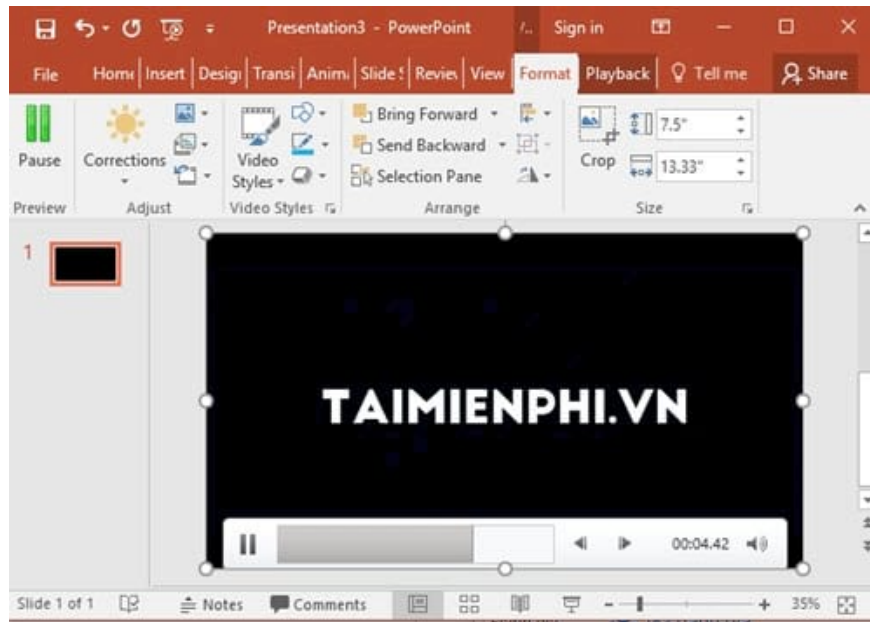 Presentation3 - PowerPoint /.. Sign in
File Home Insert Desig Transi Anim Slide S Review View Format Playback Tell me Share
Bring Forward
7.5"
Send Backward
Pause Corrections Video Styles Crop 13.33"
Selection Pane
Preview Adjust Video Styles Arrange Size
1
TAIMIENPHI.VN
00:04.42
Slide 1 of 1 Notes Comments 35%